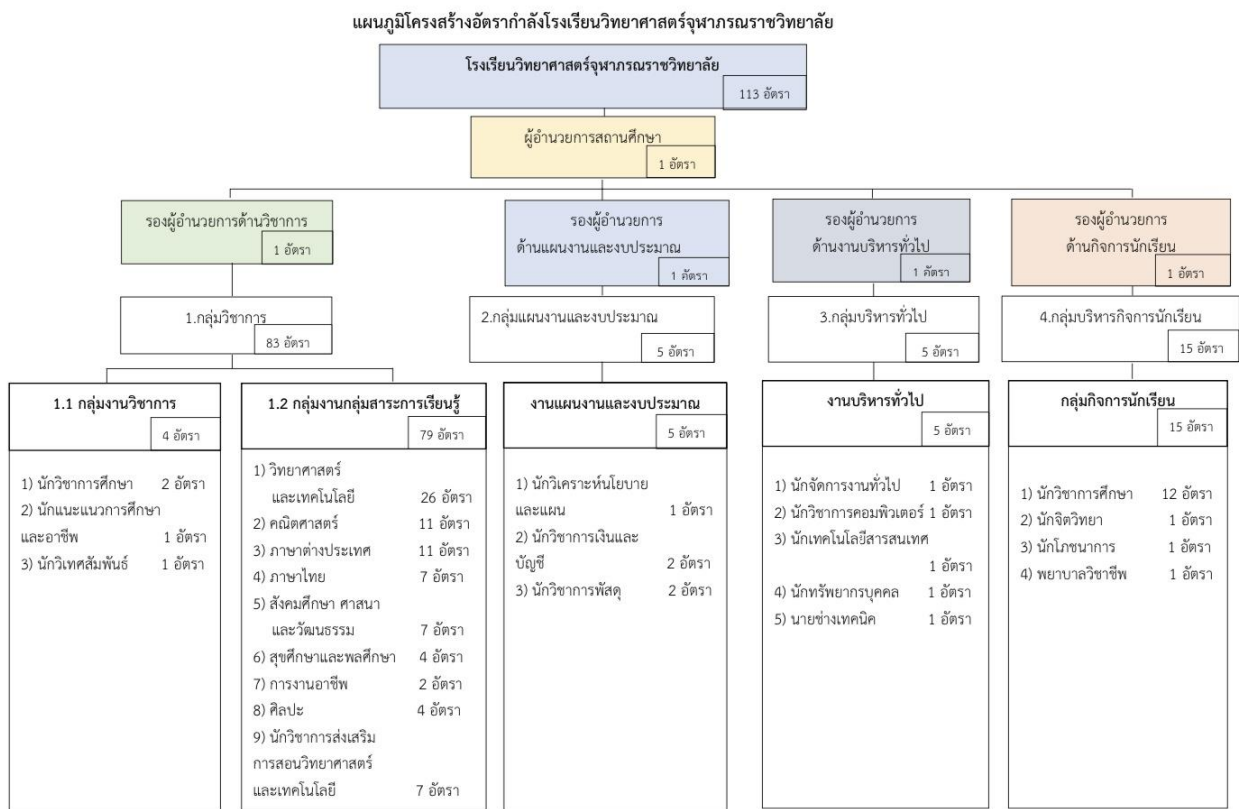 แผนภูมิโครงสร้างอัตรากำลังโรงเรียนวิทยาศาสตร์จุฬาภรณราชวิทยาลัย
โรงเรียนวิทยาศาสตร์จุฬาภรณราชวิทยาลัย
113 อัตรา
ผู้อำนวยการสถานศึกษา
1 อัตรา
รองผู้อำนวยการด้านวิชาการ
1 อัตรา
รองผู้อำนวยการ
ด้านแผนงานและงบประมาณ
1 อัตรา
รองผู้อำนวยการ
ด้านงานบริหารทั่วไป
1 อัตรา
รองผู้อำนวยการ
ด้านกิจการนักเรียน
1 อัตรา
1.กลุ่มวิชาการ
83 อัตรา
2.กลุ่มแผนงานและงบประมาณ
5 อัตรา
3.กลุ่มบริหารทั่วไป
5 อัตรา
4.กลุ่มบริหารกิจการนักเรียน
15 อัตรา
1.1 กลุ่มงานวิชาการ
4 อัตรา
1) นักวิชาการศึกษา 2 อัตรา
2) นักแนะแนวการศึกษา
และอาชีพ 1 อัตรา
3) นักวิเทศสัมพันธ์ 1 อัตรา
1.2 กลุ่มงานกลุ่มสาระการเรียนรู้
79 อัตรา
1) วิทยาศาสตร์
และเทคโนโลยี 26 อัตรา
2) คณิตศาสตร์ 11 อัตรา
3) ภาษาต่างประเทศ 11 อัตรา
4) ภาษาไทย 7 อัตรา
5) สังคมศึกษา ศาสนา
และวัฒนธรรม 7 อัตรา
6) สุขศึกษาและพลศึกษา 4 อัตรา
7) การงานอาชีพ 2 อัตรา
8) ศิลปะ 4 อัตรา
9) นักวิชาการส่งเสริม
การสอนวิทยาศาสตร์
และเทคโนโลยี 7 อัตรา
งานแผนงานและงบประมาณ
5 อัตรา
1) นักวิเคราะห์นโยบาย
และแผน 1 อัตรา
2) นักวิชาการเงินและ
บัญชี 2 อัตรา
3) นักวิชาการพัสดุ 2 อัตรา
งานบริหารทั่วไป
5 อัตรา
1) นักจัดการงานทั่วไป 1 อัตรา
2) นักวิชาการคอมพิวเตอร์ 1 อัตรา
3) นักเทคโนโลยีสารสนเทศ
1 อัตรา
4) นักทรัพยากรบุคคล 1 อัตรา
5) นายช่างเทคนิค 1 อัตรา
กลุ่มกิจการนักเรียน
15 อัตรา
1) นักวิชาการศึกษา 12 อัตรา
2) นักจิตวิทยา 1 อัตรา
3) นักโภชนาการ 1 อัตรา
4) พยาบาลวิชาชีพ 1 อัตรา